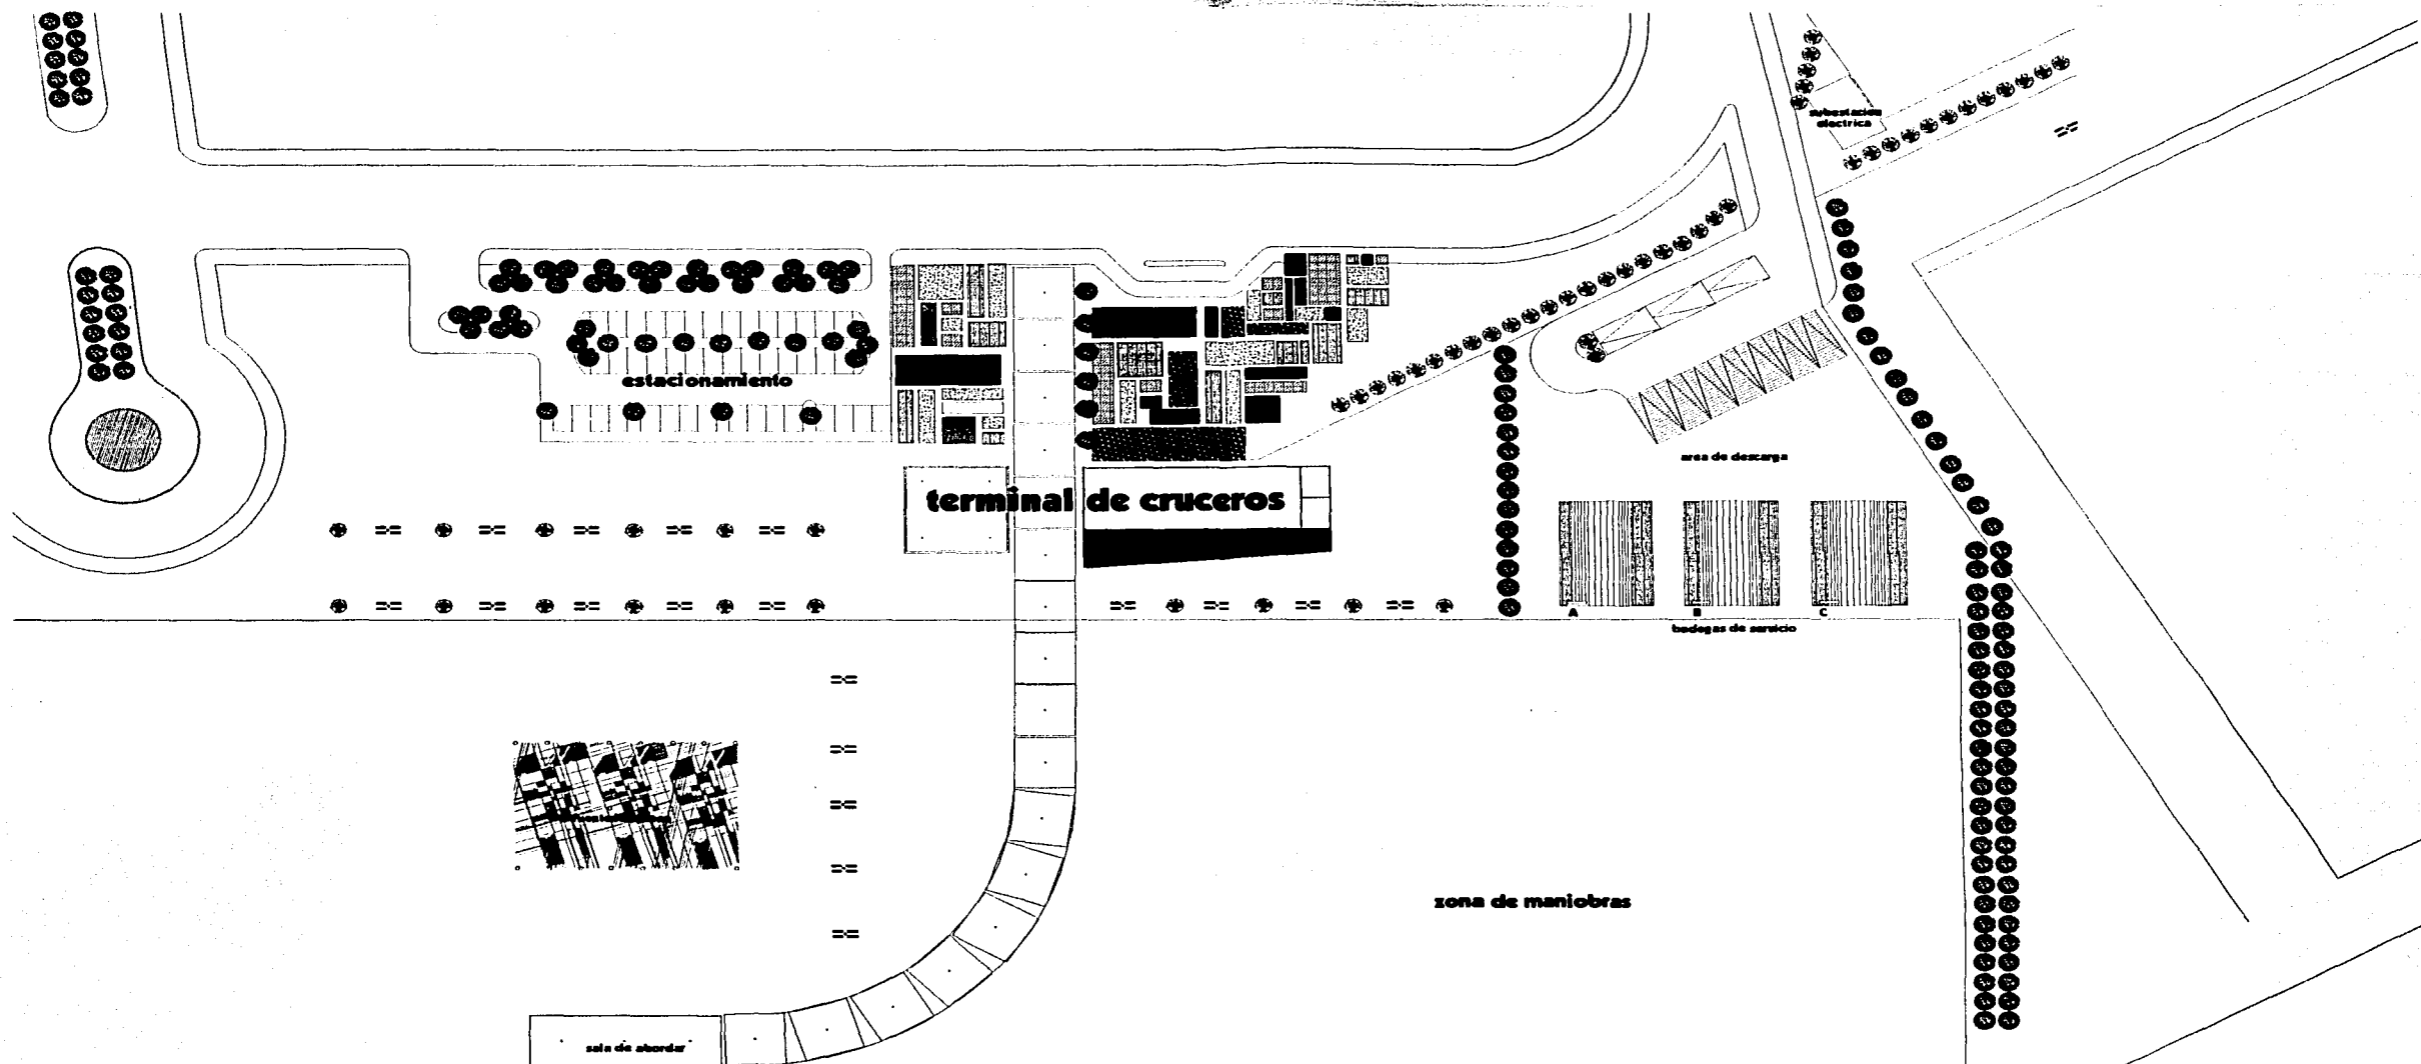 subestacion
electrica
estacionamiento
area de descarga
terminal de cruceros
A
B
C
bodegas de servicio
zona de maniobras
sala de abordar